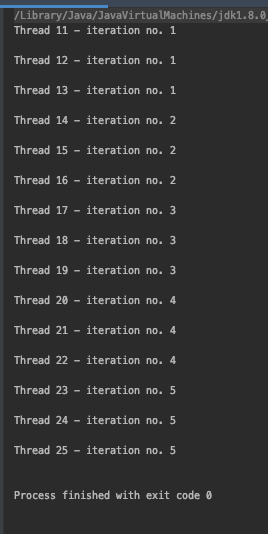 /Library/Java/JavaVirtualMachines/jdk1.8.0_
Thread 11 – iteration no. 1
Thread 12 – iteration no. 1
Thread 13 – iteration no. 1
Thread 14 – iteration no. 2
Thread 15 – iteration no. 2
Thread 16 – iteration no. 2
Thread 17 – iteration no. 3
Thread 18 – iteration no. 3
Thread 19 – iteration no. 3
Thread 20 – iteration no. 4
Thread 21 – iteration no. 4
Thread 22 – iteration no. 4
Thread 23 – iteration no. 5
Thread 24 – iteration no. 5
Thread 25 – iteration no. 5
Process finished with exit code 0